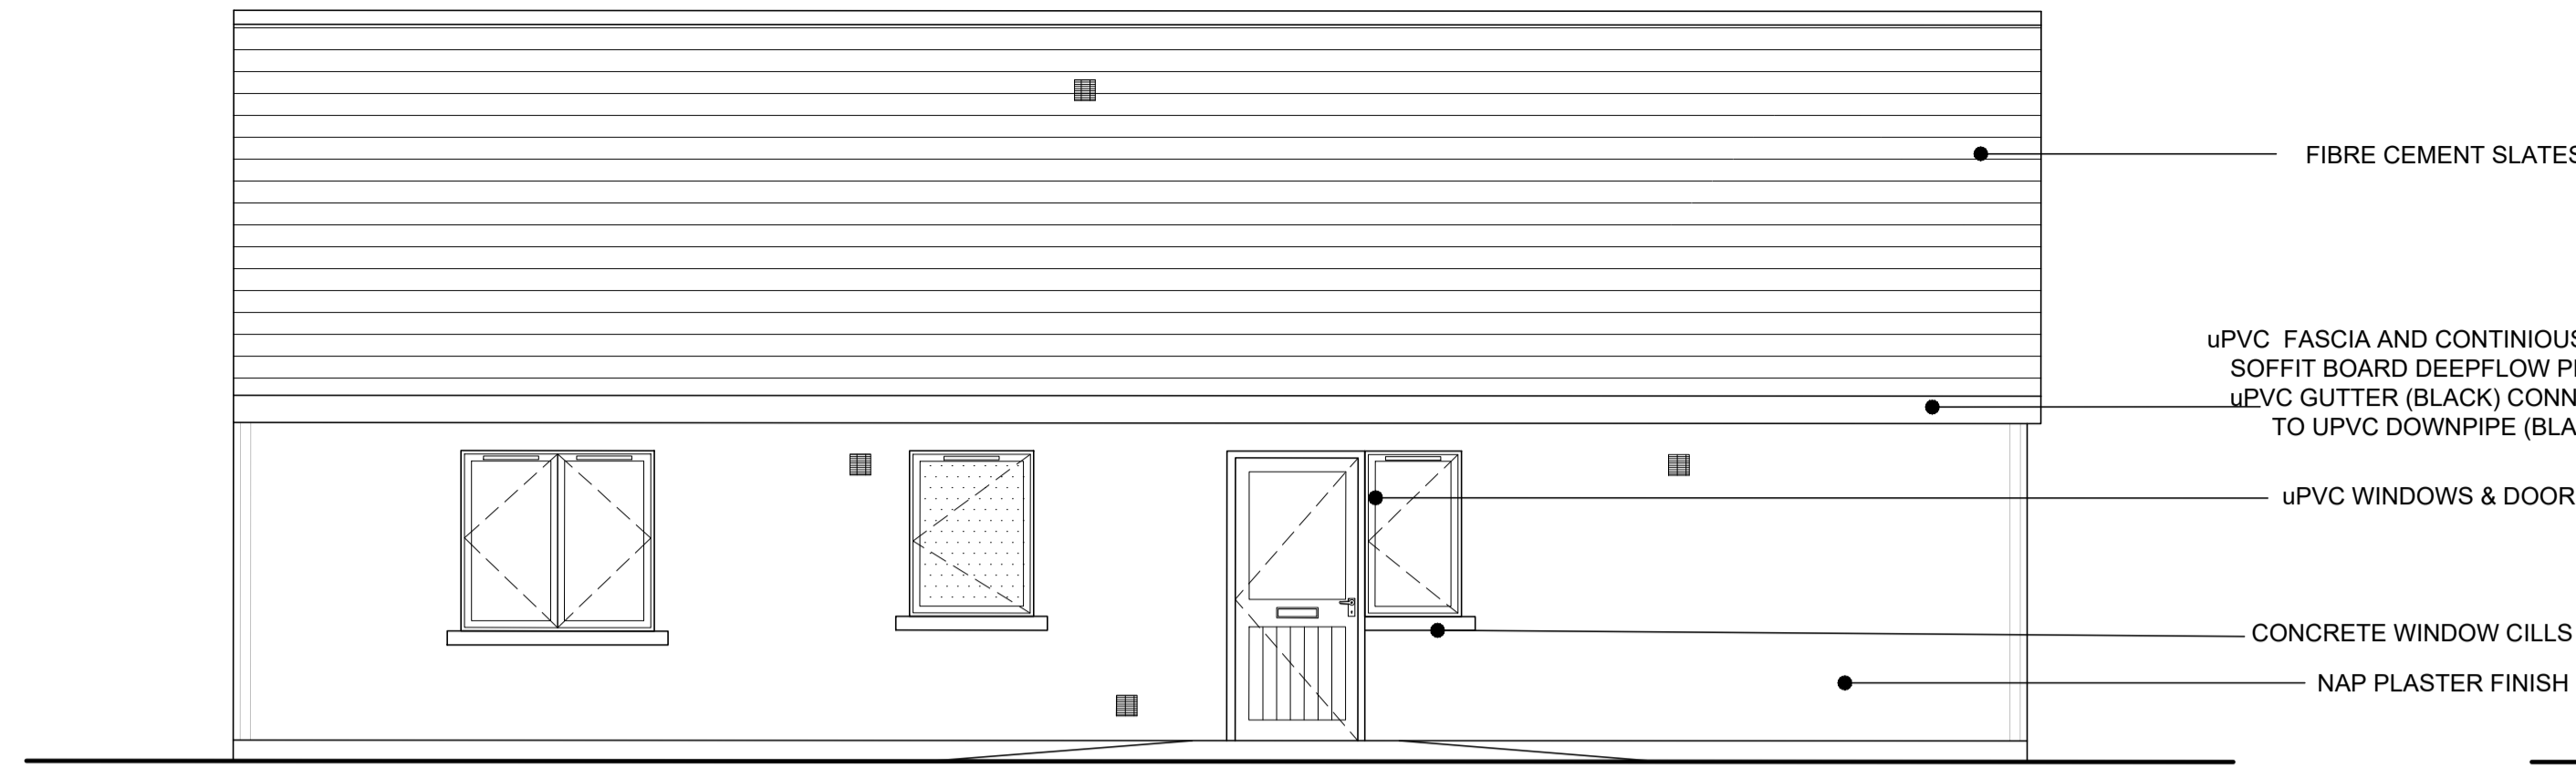 FIBRE CEMENT SLATES
uPVC FASCIA AND CONTINIOUS
SOFFIT BOARD DEEPFLOW
uPVC GUTTER (BLACK)
TO UPVC DOWNPIPE
uPVC WINDOWS & DOOR
CONCRETE WINDOW CILLS
NAP PLASTER FINISH